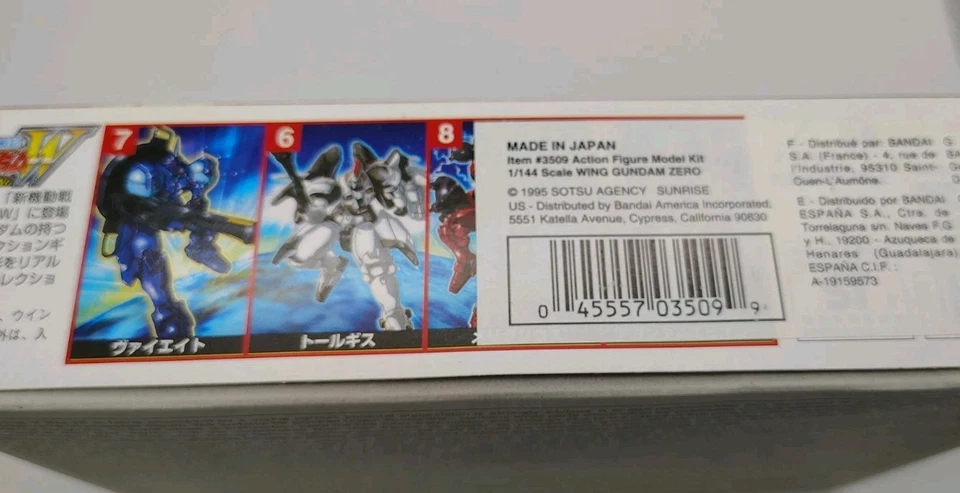 W
「新機動戦
W」に登場
ダムの持つ
クションギ
をリアル
レクショ
、ウイン
外は、入
7
ヴァイエイト
6
トールギス
8
MADE IN JAPAN
Item #3509 Action Figure Model Kit
1/144 Scale WING GUNDAM ZERO
© 1995 SOTSU AGENCY SUNRISE
US - Distributed by Bandai America Incorporated.
5551 Katella Avenue, Cypress, California 90630
0 45557 03509 9
F - Distribué par: BANDAI
S.A. (France) - 4, rue de
l'Industrie, 95310 Saint-
Ouen-L'Aumône.
E - Distribuido por BANDAI
ESPAÑA S.A., Ctra. de
Torrelaguna s/n. Naves F.G
y H., 19200 - Azuqueca de
Henares (Guadalajara)
ESPAÑA C.I.F.:
A-19159573